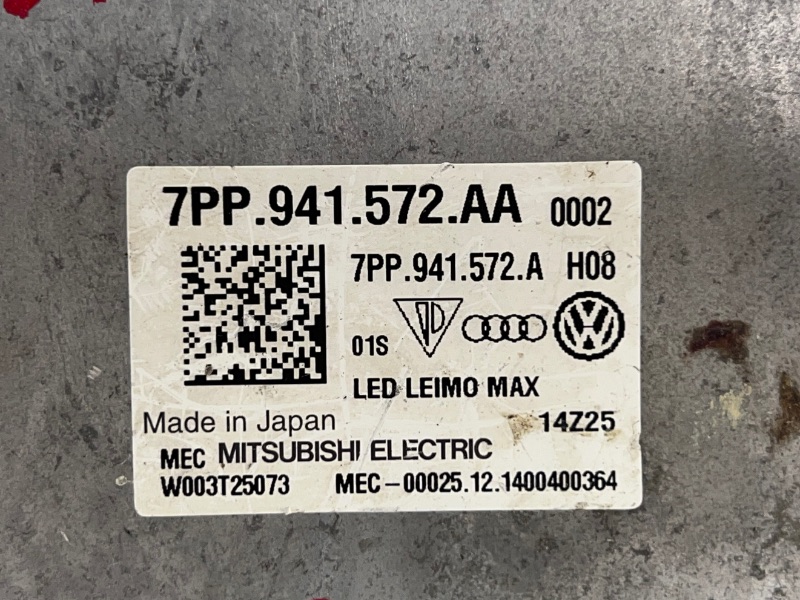 7PP.941.572.AA 0002
7PP.941.572.A H08
01S
LED LEIMO MAX
Made in Japan 14Z25
MEC MITSUBISHI ELECTRIC
W003T25073 MEC-00025.12.1400400364